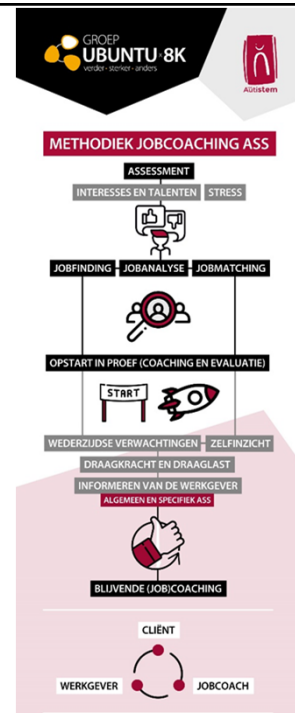 GROEP
UBUNTU×8K
verder - sterker - anders
Autistem
METHODIEK JOBCOACHING ASS
ASSESSMENT
INTERESSES EN TALENTEN STRESS
JOBFINDING JOBANALYSE JOBMATCHING
OPSTART IN PROEF (COACHING EN EVALUATIE)
START
WEDERZIJDSE VERWACHTINGEN ZELFINZICHT
DRAAGKRACHT EN DRAAGLAST
INFORMEREN VAN DE WERKGEVER
ALGEMEEN EN SPECIFIEK ASS
BLIJVENDE (JOB)COACHING
CLIËNT
WERKGEVER JOBCOACH